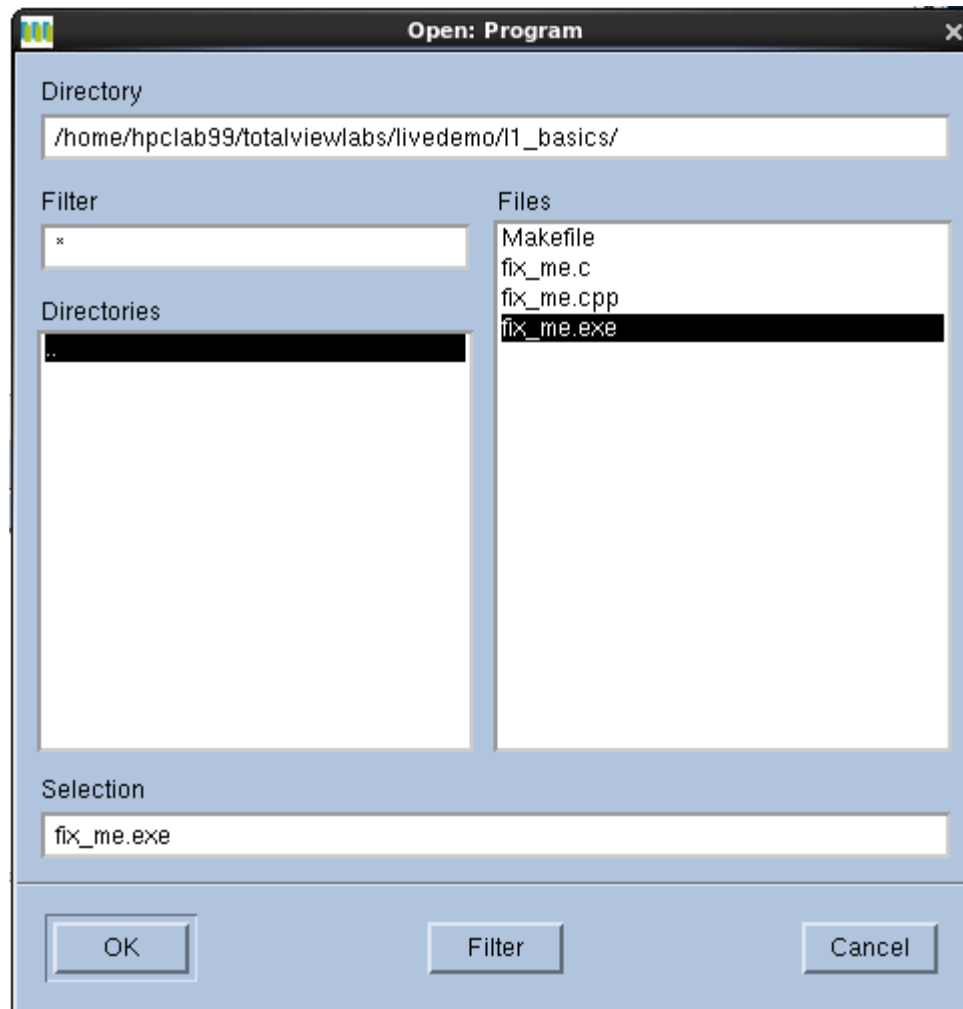 Open: Program
Directory
/home/hpclab99/totalviewlabs/livedemo/l1_basics/
Filter
*
Directories
..
Files
Makefile
fix_me.c
fix_me.cpp
fix_me.exe
Selection
fix_me.exe
OK
Filter
Cancel